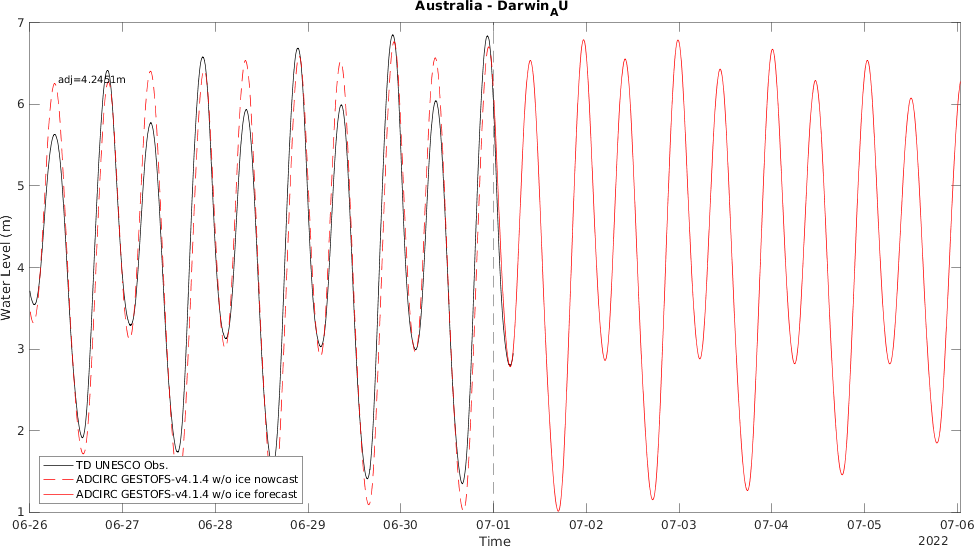 Australia - Darwin_AU
7
adj=4.2451m
6
5
4
3
2
1
Water Level (m)
TD UNESCO Obs.
ADCIRC GESTOFS-v4.1.4 w/o ice nowcast
ADCIRC GESTOFS-v4.1.4 w/o ice forecast
06-26 06-27 06-28 06-29 06-30 07-01 07-02 07-03 07-04 07-05 07-06
Time
2022